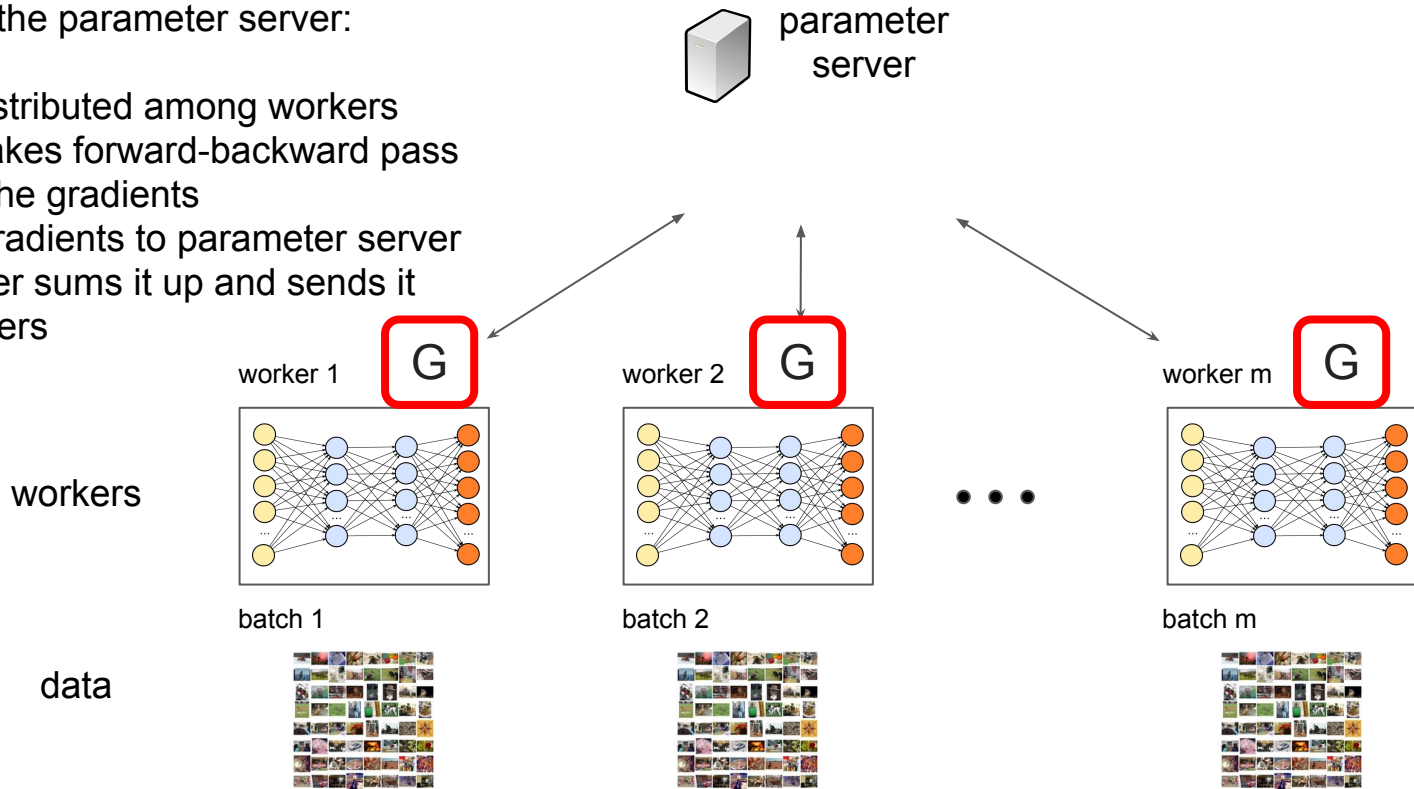 the parameter server:
stributed among workers
akes forward-backward pass
he gradients
radients to parameter server
er sums it up and sends it
ers
parameter
server
worker 1
G
worker 2
G
worker m
G
...
...
...
...
...
...
...
...
...
...
...
...
workers
● ● ●
batch 1
batch 2
batch m
data